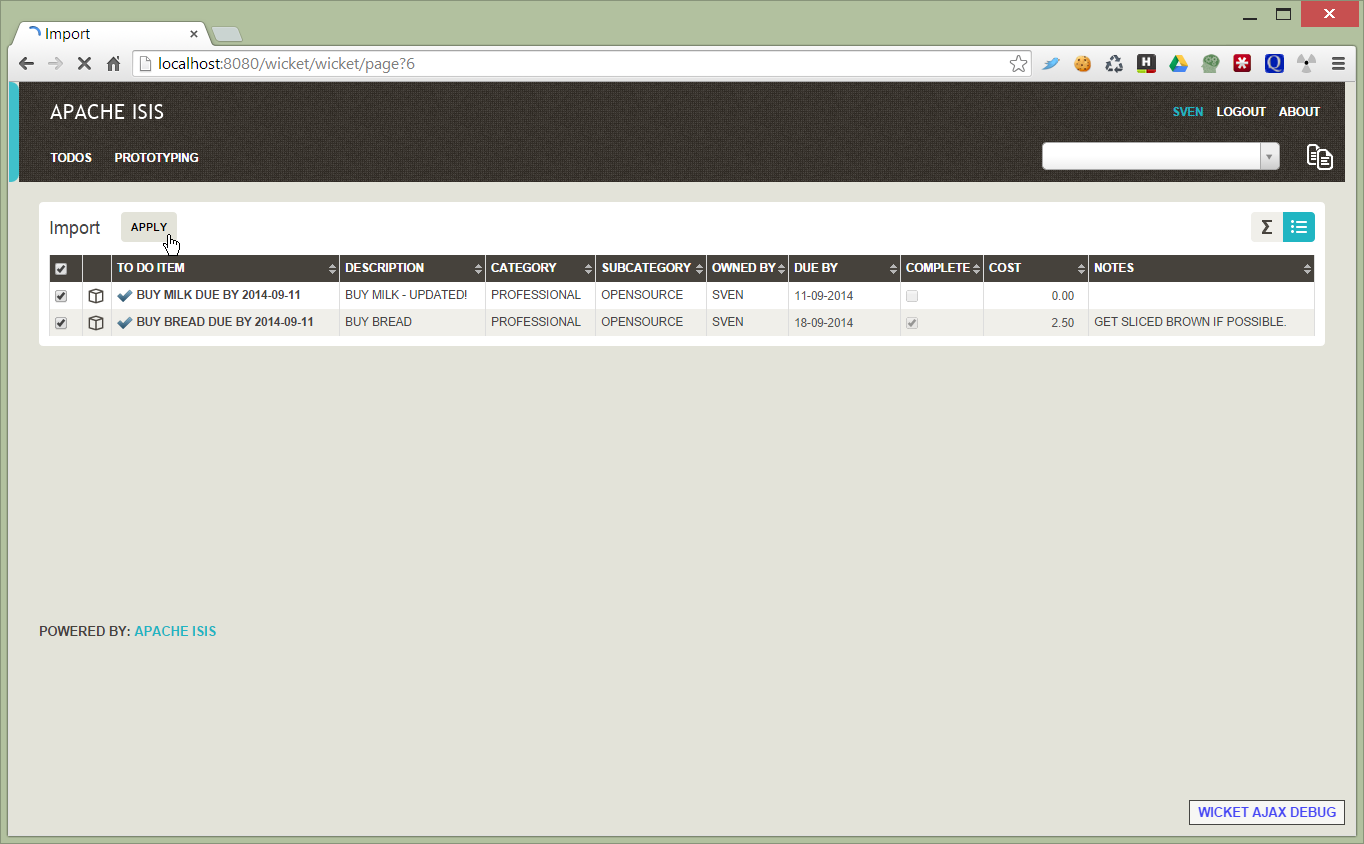 Import
localhost:8080/wicket/wicket/page?6
H
Q
APACHE ISIS
SVEN LOGOUT ABOUT
TODOS PROTOTYPING
Import APPLY Σ
TO DO ITEM DESCRIPTION CATEGORY SUBCATEGORY OWNED BY DUE BY COMPLETE COST NOTES
BUY MILK DUE BY 2014-09-11 BUY MILK - UPDATED! PROFESSIONAL OPENSOURCE SVEN 11-09-2014 0.00
BUY BREAD DUE BY 2014-09-11 BUY BREAD PROFESSIONAL OPENSOURCE SVEN 18-09-2014 2.50 GET SLICED BROWN IF POSSIBLE.
POWERED BY: APACHE ISIS
WICKET AJAX DEBUG